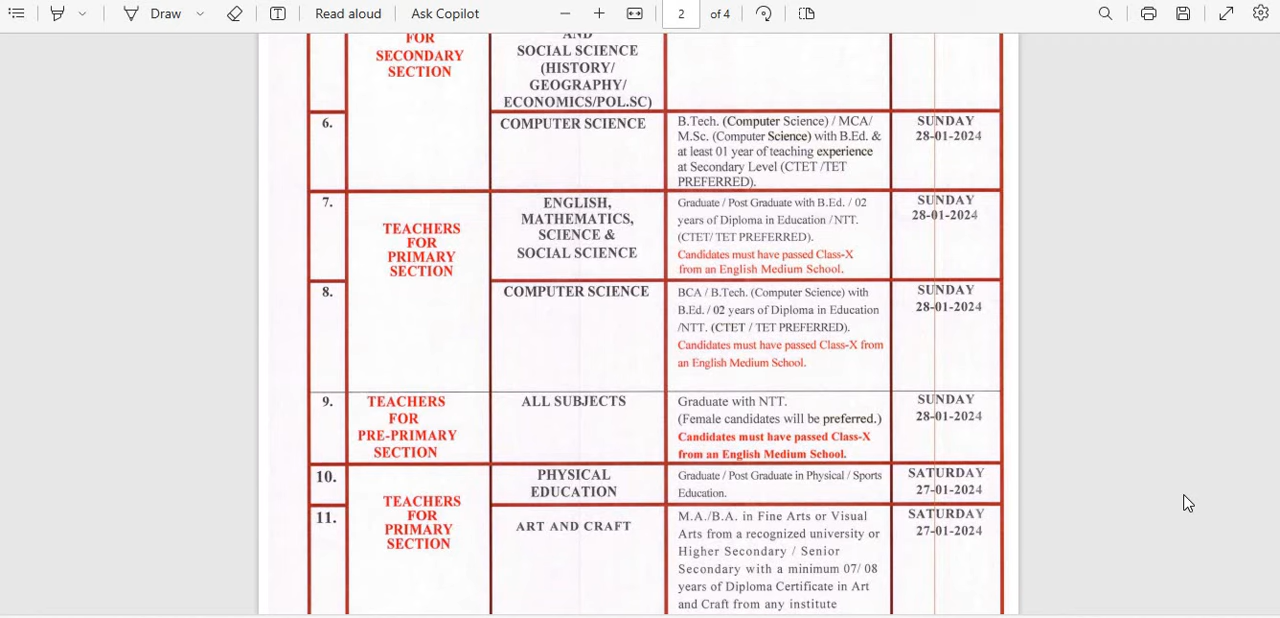 Draw
Read aloud
Ask Copilot
2
of 4
FOR
SECONDARY
SECTION
AND
SOCIAL SCIENCE
(HISTORY/
GEOGRAPHY/
ECONOMICS/POL.SC)
6.
COMPUTER SCIENCE
B.Tech. (Computer Science) / MCA/
M.Sc. (Computer Science) with B.Ed. &
at least 01 year of teaching experience
at Secondary Level (CTET /TET
PREFERRED).
SUNDAY
28-01-2024
7.
TEACHERS
FOR
PRIMARY
SECTION
ENGLISH,
MATHEMATICS,
SCIENCE &
SOCIAL SCIENCE
Graduate / Post Graduate with B.Ed. / 02
years of Diploma in Education / NTT.
(CTET/ TET PREFERRED).
Candidates must have passed Class-X
from an English Medium School.
SUNDAY
28-01-2024
8.
COMPUTER SCIENCE
BCA / B.Tech. (Computer Science) with
B.Ed. / 02 years of Diploma in Education
/NTT. (CTET / TET PREFERRED).
Candidates must have passed Class-X from
an English Medium School.
SUNDAY
28-01-2024
9.
TEACHERS
FOR
PRE-PRIMARY
SECTION
ALL SUBJECTS
Graduate with NTT.
(Female candidates will be preferred.)
Candidates must have passed Class-X
from an English Medium School.
SUNDAY
28-01-2024
10.
PHYSICAL
EDUCATION
Graduate / Post Graduate in Physical / Sports
Education.
SATURDAY
27-01-2024
TEACHERS
FOR
PRIMARY
SECTION
11.
ART AND CRAFT
M.A./B.A. in Fine Arts or Visual
Arts from a recognized university or
Higher Secondary / Senior
Secondary with a minimum 07/ 08
years of Diploma Certificate in Art
and Craft from any institute
SATURDAY
27-01-2024